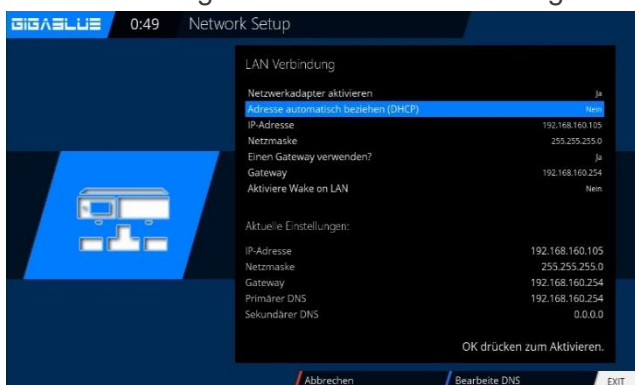 GIGABLUE 0:49 Network Setup
LAN Verbindung
Netzwerkadapter aktivieren Ja
Adresse automatisch beziehen (DHCP) Nein
IP-Adresse 192.168.160.105
Netzmaske 255.255.255.0
Einen Gateway verwenden? Ja
Gateway 192.168.160.254
Aktiviere Wake on LAN Nein
Aktuelle Einstellungen:
IP-Adresse 192.168.160.105
Netzmaske 255.255.255.0
Gateway 192.168.160.254
Primärer DNS 192.168.160.254
Sekundärer DNS 0.0.0.0
OK drücken zum Aktivieren.
Abbrechen Bearbeite DNS EXIT